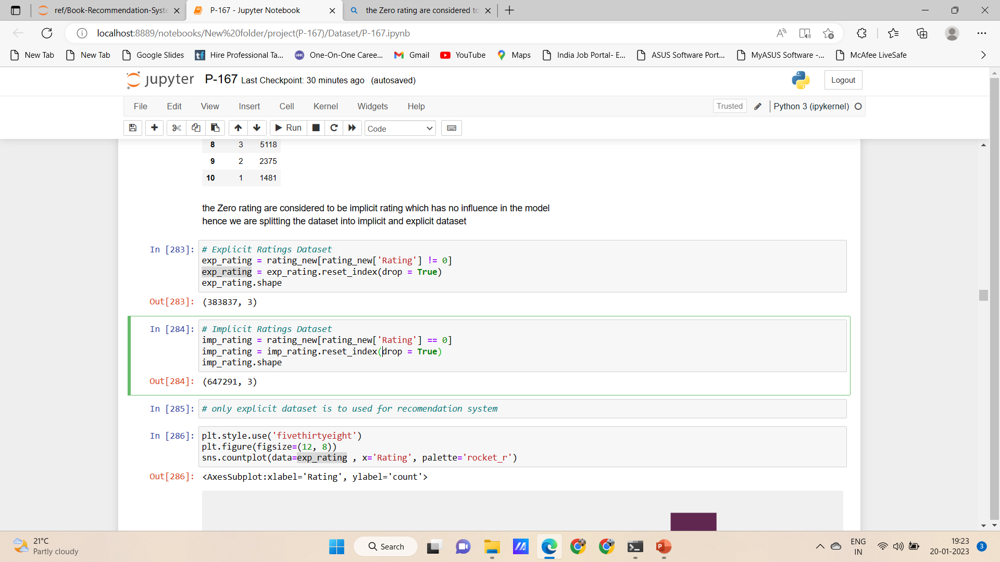 ref/Book-Recommendation-Syste
P-167 - Jupyter Notebook
the Zero rating are considered to
localhost:8889/notebooks/New%20folder/project(P-167)/Dataset/P-167.ipynb
New Tab
New Tab
Google Slides
Hire Professional Ta...
One-On-One Caree...
Gmail
YouTube
Maps
India Job Portal- E...
ASUS Software Port...
MyASUS Software -...
McAfee LiveSafe
jupyter P-167 Last Checkpoint: 30 minutes ago (autosaved)
Logout
File Edit View Insert Cell Kernel Widgets Help
Trusted
Python 3 (ipykernel)
Run
Code
8 3 5118
9 2 2375
10 1 1481
the Zero rating are considered to be implicit rating which has no influence in the model
hence we are splitting the dataset into implicit and explicit dataset
In [283]: # Explicit Ratings Dataset
exp_rating = rating_new[rating_new['Rating'] != 0]
exp_rating = exp_rating.reset_index(drop = True)
exp_rating.shape
Out[283]: (383837, 3)
In [284]: # Implicit Ratings Dataset
imp_rating = rating_new[rating_new['Rating'] == 0]
imp_rating = imp_rating.reset_index(drop = True)
imp_rating.shape
Out[284]: (647291, 3)
In [285]: # only explicit dataset is to used for recomendation system
In [286]: plt.style.use('fivethirtyeight')
plt.figure(figsize=(12, 8))
sns.countplot(data=exp_rating , x='Rating', palette='rocket_r')
Out[286]: <AxesSubplot:xlabel='Rating', ylabel='count'>
21°C
Partly cloudy
Search
ENG
IN
19:23
20-01-2023
3